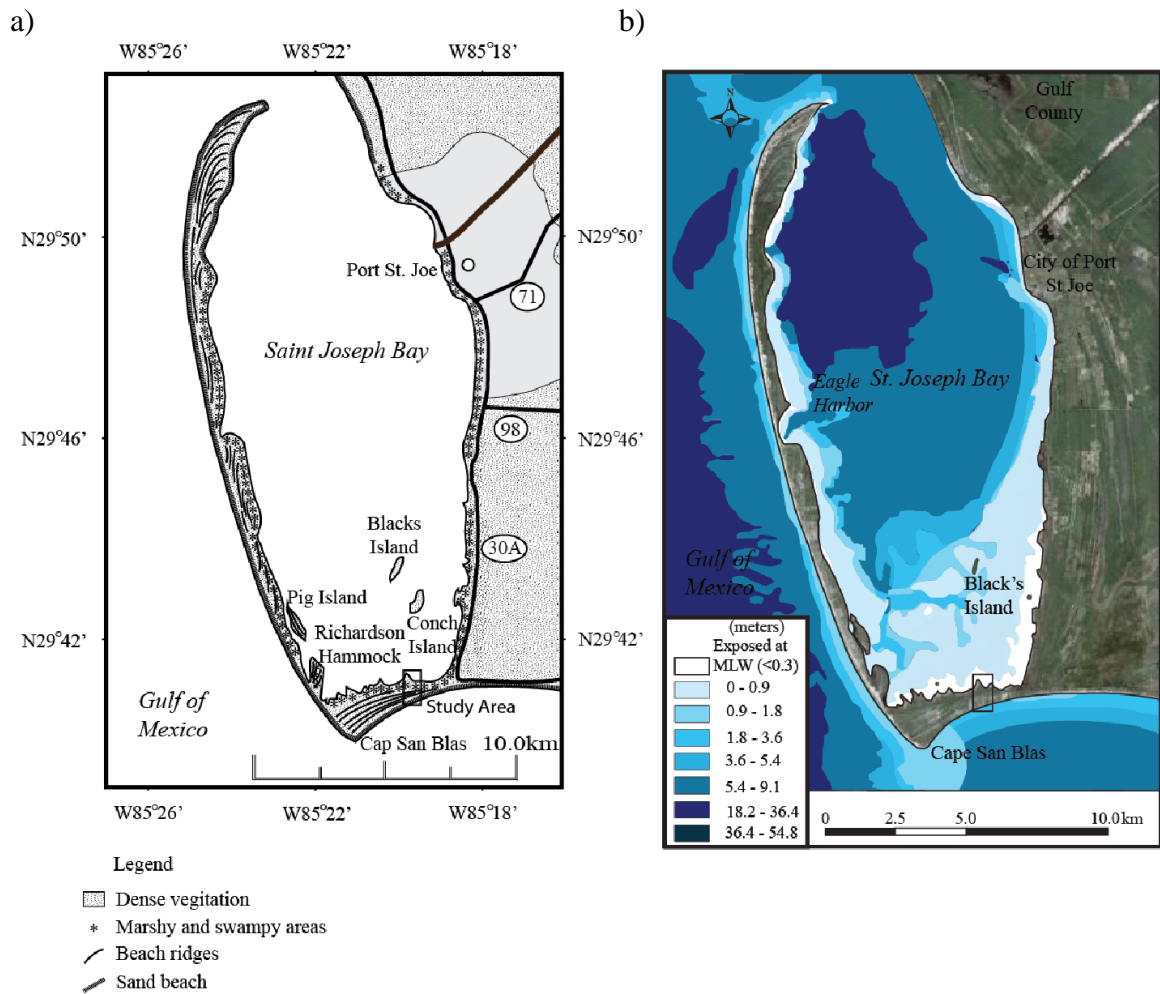 a)
W85°26’
W85°22’
W85°18’
N29°50’
N29°46’
N29°42’
Port St. Joe
71
Saint Joseph Bay
98
Blacks
Island
30A
Pig Island
Richardson
Hammock
Conch
Island
Gulf of
Mexico
Study Area
Cap San Blas
10.0km
N29°50’
N29°46’
N29°42’
W85°26’
W85°22’
W85°18’
Legend
Dense vegitation
Marshy and swampy areas
Beach ridges
Sand beach
b)
N
Gulf
County
City of Port
St Joe
Eagle
Harbor
St. Joseph Bay
Gulf of
Mexico
Black's
Island
(meters)
Exposed at
MLW (<0.3)
0 - 0.9
0.9 - 1.8
1.8 - 3.6
3.6 - 5.4
5.4 - 9.1
18.2 - 36.4
36.4 - 54.8
Cape San Blas
0 2.5 5.0 10.0km